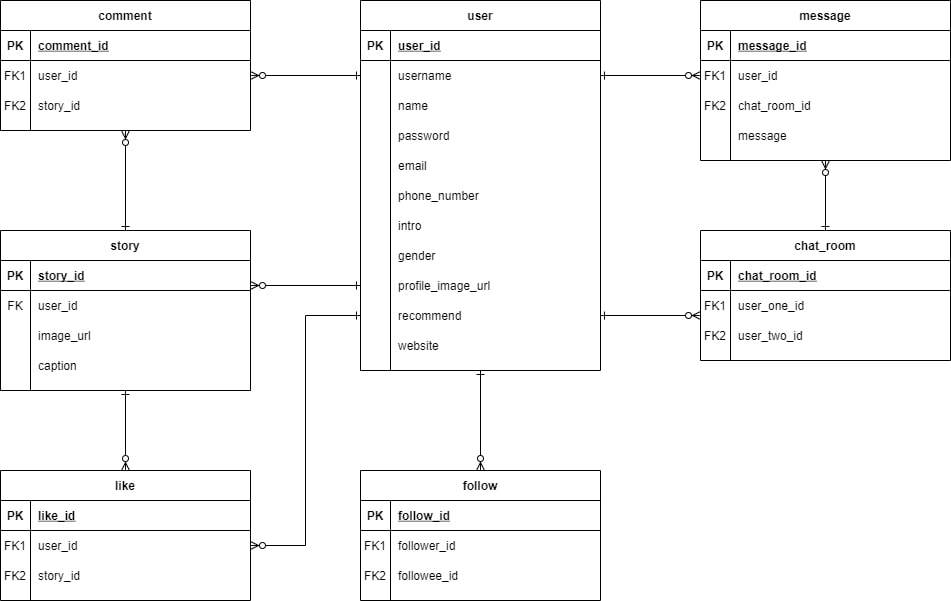 comment
PK comment_id
FK1 user_id
FK2 story_id
user
PK user_id
username
name
password
email
phone_number
intro
gender
profile_image_url
recommend
website
message
PK message_id
FK1 user_id
FK2 chat_room_id
message
story
PK story_id
FK user_id
image_url
caption
chat_room
PK chat_room_id
FK1 user_one_id
FK2 user_two_id
like
PK like_id
FK1 user_id
FK2 story_id
follow
PK follow_id
FK1 follower_id
FK2 followee_id